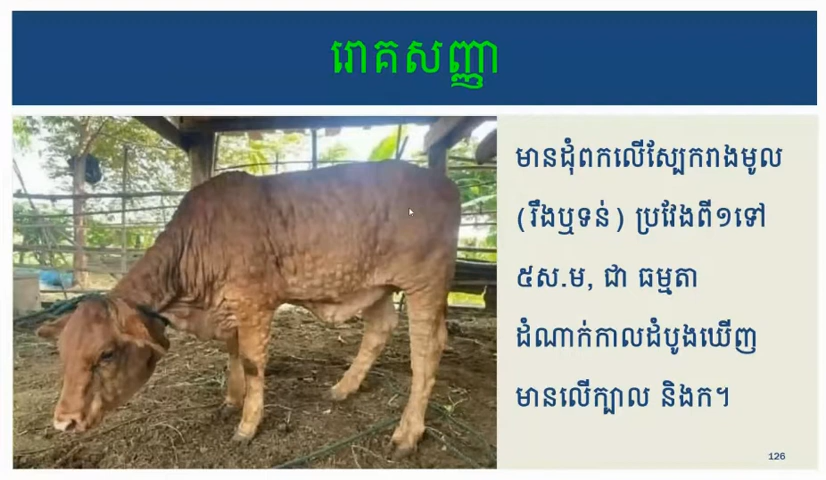 រោគសញ្ញា
មានដុំពកលើស្បែករាងមូល
(រឹងឬទន់) ប្រវែងពី១ទៅ
៥ស.ម, ជា ធម្មតា
ដំណាក់កាលដំបូងឃើញ
មានលើក្បាល និងក។
126